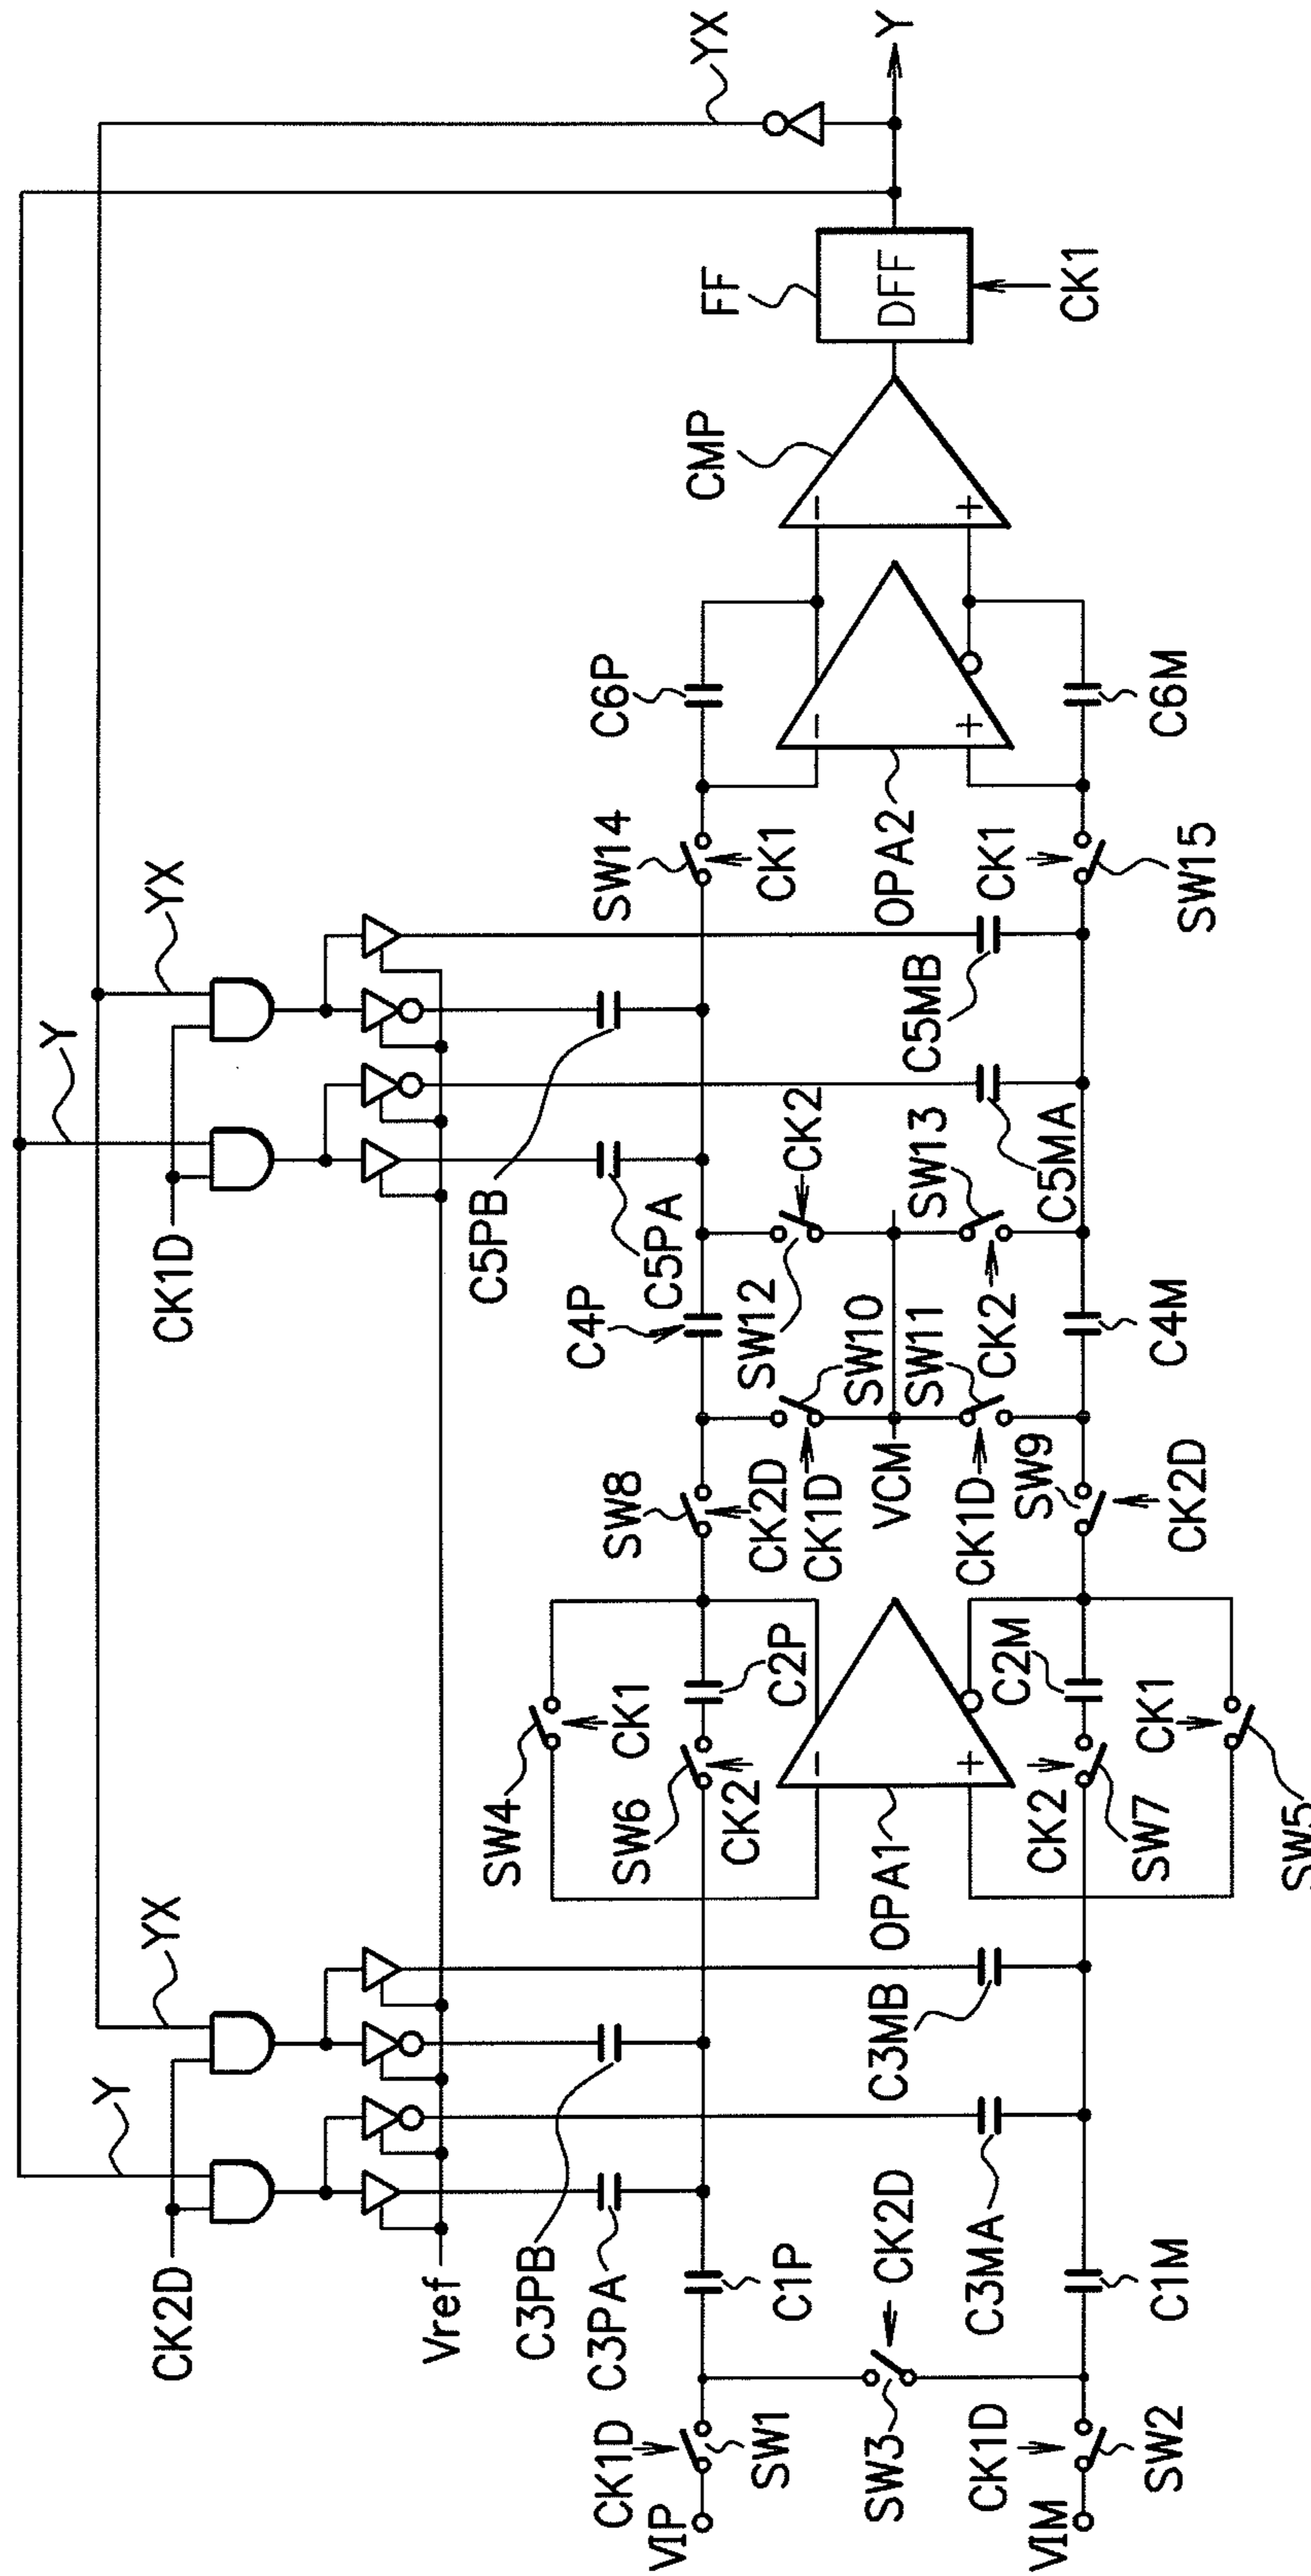 Y
YX
CK2D
Vref
C3PB
C3PA
CK1D
VIP
SW1
C1P
SW3
CK2D
CK1D
VIM
SW2
C3MA
C1M
C3MB
SW4
CK1
SW6
CK2
C2P
OPA1
−
+
CK2
SW7
C2M
CK1
SW5
SW8
CK2D
CK1D
SW10
VCM
SW11
CK1D
SW9
CK2D
C4P
SW12
CK2
SW13
CK2
C4M
Y
YX
CK1D
C5PB
C5PA
C5MA
C5MB
SW14
CK1
OPA2
CK1
SW15
C6P
−
+
C6M
CMP
−
+
FF
DFF
CK1
YX
Y